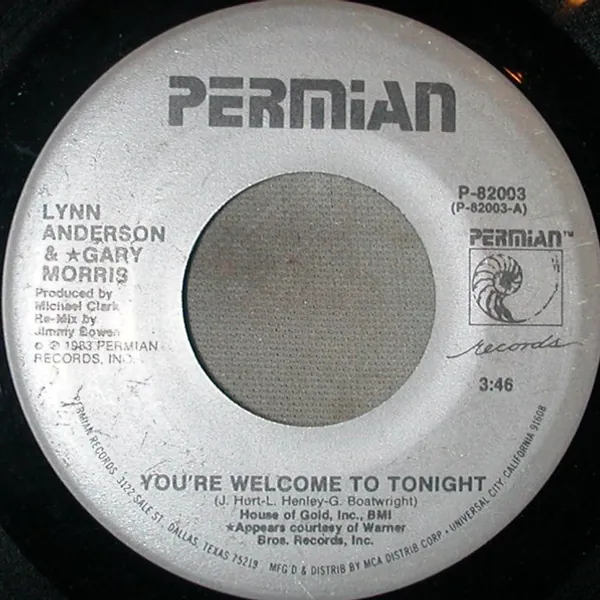 PERMiAN
P-82003
(P-82003-A)
LYNN
ANDERSON
& ★GARY
MORRIS
Produced by
Michael Clark
Re-Mix by
Jimmy Bowen
© ℗ 1983 PERMIAN
RECORDS, INC.
PERMiAN™
records
3:46
YOU'RE WELCOME TO TONIGHT
(J. Hurt-L. Henley-G. Boatwright)
House of Gold, Inc., BMI
★Appears courtesy of Warner
Bros. Records, Inc.
PERMIAN RECORDS, 3122 SALE ST. DALLAS, TEXAS 75219 MFG'D & DISTRIB BY MCA DISTRIB CORP • UNIVERSAL CITY, CALIFORNIA 91608